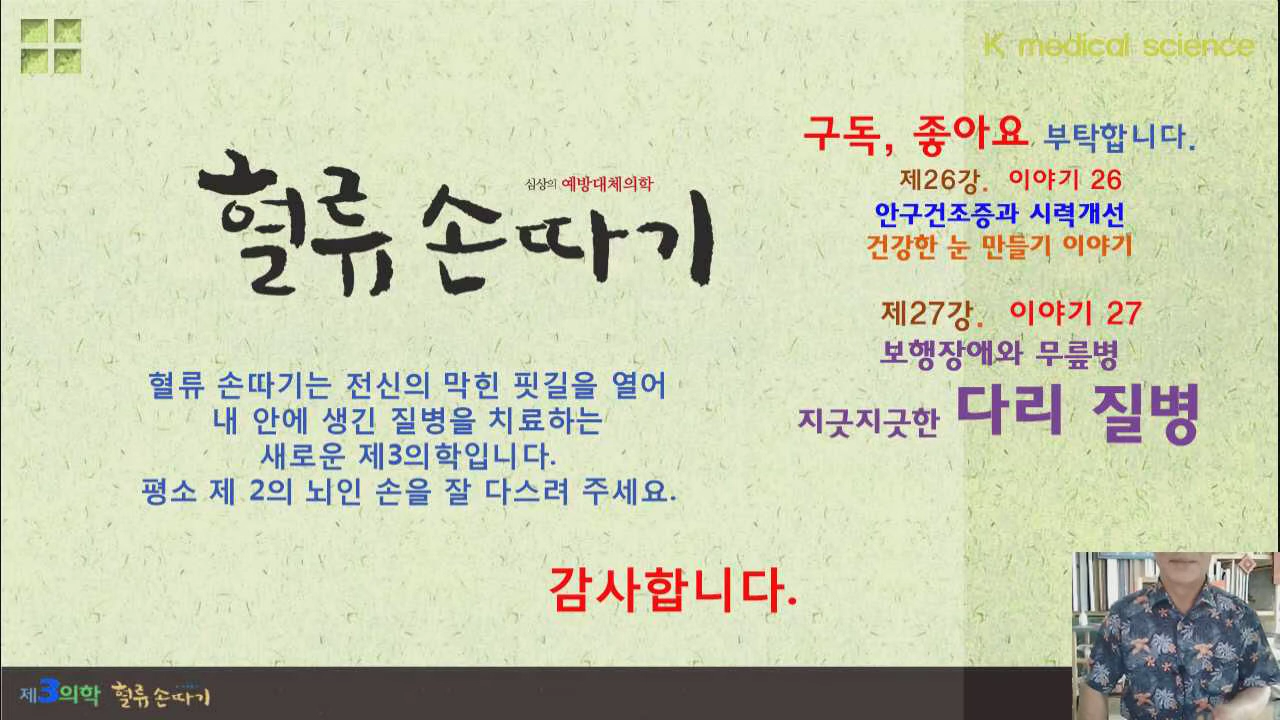 K medical science
심상의 예방대체의학
혈류 손따기
혈류 손따기는 전신의 막힌 핏길을 열어
내 안에 생긴 질병을 치료하는
새로운 제3의학입니다.
평소 제 2의 뇌인 손을 잘 다스려 주세요.
구독, 좋아요 부탁합니다.
제26강. 이야기 26
안구건조증과 시력개선
건강한 눈 만들기 이야기
제27강. 이야기 27
보행장애와 무릎병
지긋지긋한 다리 질병
감사합니다.
제3의학 혈류 손따기